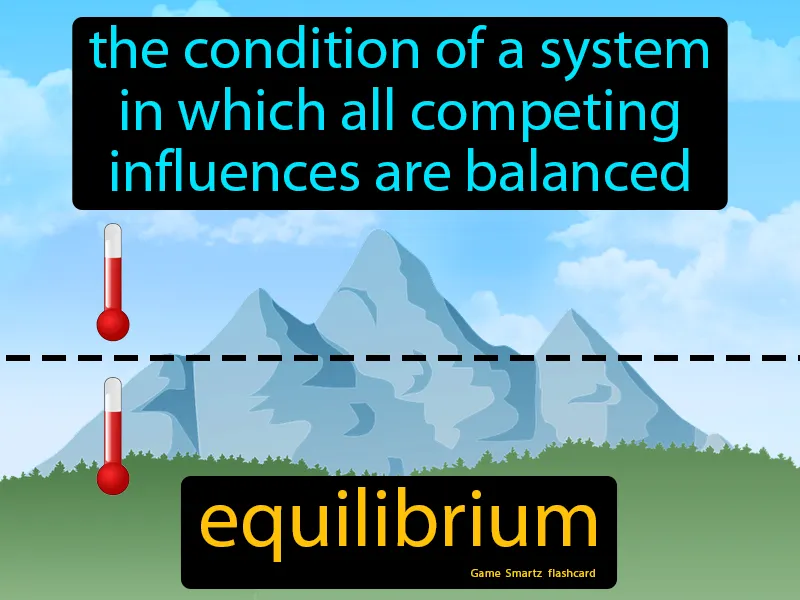 the condition of a system
in which all competing
influences are balanced
equilibrium
Game Smartz flashcard